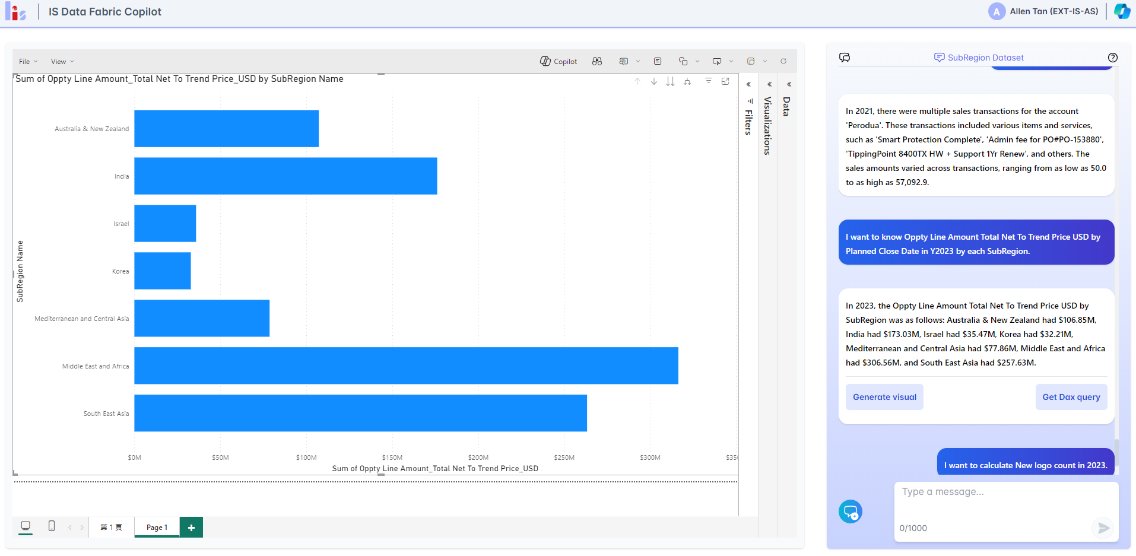 lis
IS Data Fabric Copilot
A
Allen Tan (EXT-IS-AS)
File
View
Copilot
Sum of Oppty Line Amount_Total Net To Trend Price_USD by SubRegion Name
SubRegion Name
Australia & New Zealand
India
Israel
Korea
Mediterranean and Central Asia
Middle East and Africa
South East Asia
$0M
$50M
$100M
$150M
$200M
$250M
$300M
$35
Sum of Oppty Line Amount_Total Net To Trend Price_USD
Filters
Visualizations
Data
第 1 頁
Page 1
+
SubRegion Dataset
In 2021, there were multiple sales transactions for the account
'Perodua'. These transactions included various items and services,
such as 'Smart Protection Complete', 'Admin fee for PO#PO-153880',
'TippingPoint 8400TX HW + Support 1Yr Renew', and others. The
sales amounts varied across transactions, ranging from as low as 50.0
to as high as 57,092.9.
I want to know Oppty Line Amount Total Net To Trend Price USD by
Planned Close Date in Y2023 by each SubRegion.
In 2023, the Oppty Line Amount Total Net To Trend Price USD by
SubRegion was as follows: Australia & New Zealand had $106.85M,
India had $173.03M, Israel had $35.47M, Korea had $32.21M,
Mediterranean and Central Asia had $77.86M, Middle East and Africa
had $306.56M, and South East Asia had $257.63M.
Generate visual
Get Dax query
I want to calculate New logo count in 2023.
Type a message...
0/1000